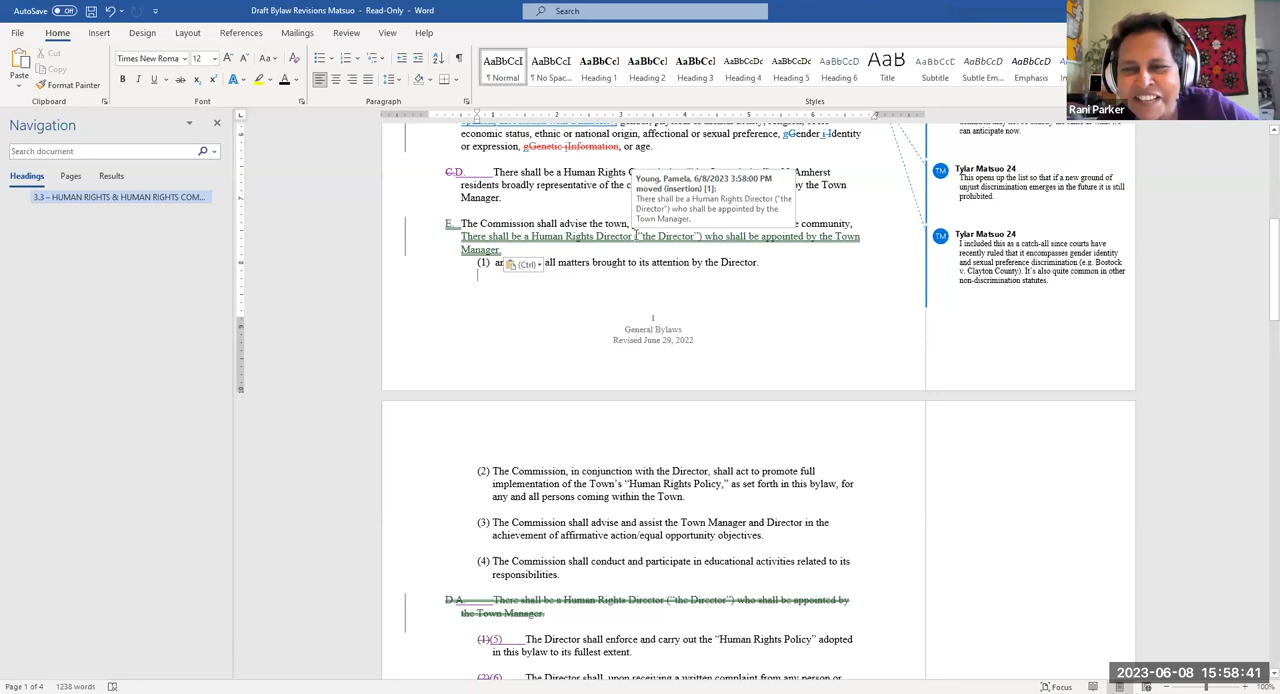 AutoSave Off
Draft Bylaw Revisions Matsuo - Read-Only - Word
Search
File Home Insert Design Layout References Mailings Review View Help
Paste
Cut
Copy
Format Painter
Clipboard
Times New Roma 12
Font
Paragraph
AaBbCcI ¶ Normal
AaBbCcI ¶ No Spac...
AaBbCc Heading 1
AaBbCc Heading 2
AaBbCc Heading 3
AaBbCcDc Heading 4
AaBbCcDc Heading 5
AaBbCcD Heading 6
AaB Title
AaBbCcD Subtitle
AaBbCcD Subtle Em...
AaBbCcD Emphasis
Styles
Rani Parker
Navigation
Search document
Headings Pages Results
3.3 – HUMAN RIGHTS & HUMAN RIGHTS COM...
economic status, ethnic or national origin, affectional or sexual preference, gGender i Identity
or expression, gGenetic iInformation, or age.
C.D. There shall be a Human Rights Amherst
residents broadly representative of the c by the Town
Manager.
E. The Commission shall advise the town, e community,
There shall be a Human Rights Director (“the Director”) who shall be appointed by the Town
Manager.
(1) an all matters brought to its attention by the Director.
(Ctrl)
Young, Pamela, 6/8/2023 3:58:00 PM
moved (insertion) [1]:
There shall be a Human Rights Director ("the
Director") who shall be appointed by the
Town Manager.
1
General Bylaws
Revised June 29, 2022
(2) The Commission, in conjunction with the Director, shall act to promote full
implementation of the Town’s “Human Rights Policy,” as set forth in this bylaw, for
any and all persons coming within the Town.
(3) The Commission shall advise and assist the Town Manager and Director in the
achievement of affirmative action/equal opportunity objectives.
(4) The Commission shall conduct and participate in educational activities related to its
responsibilities.
D.A. There shall be a Human Rights Director (“the Director”) who shall be appointed by
the Town Manager.
(1)(5) The Director shall enforce and carry out the “Human Rights Policy” adopted
in this bylaw to its fullest extent.
(2)(6) The Director shall, upon receiving a written complaint from any person or
can anticipate now.
TM Tylar Matsuo 24
This opens up the list so that if a new ground of
unjust discrimination emerges in the future it is still
prohibited.
TM Tylar Matsuo 24
I included this as a catch-all since courts have
recently ruled that it encompasses gender identity
and sexual preference discrimination (e.g. Bostock
v. Clayton County). It’s also quite common in other
non-discrimination statutes.
2023-06-08 15:58:41
Page 1 of 4 1238 words
Focus
100%